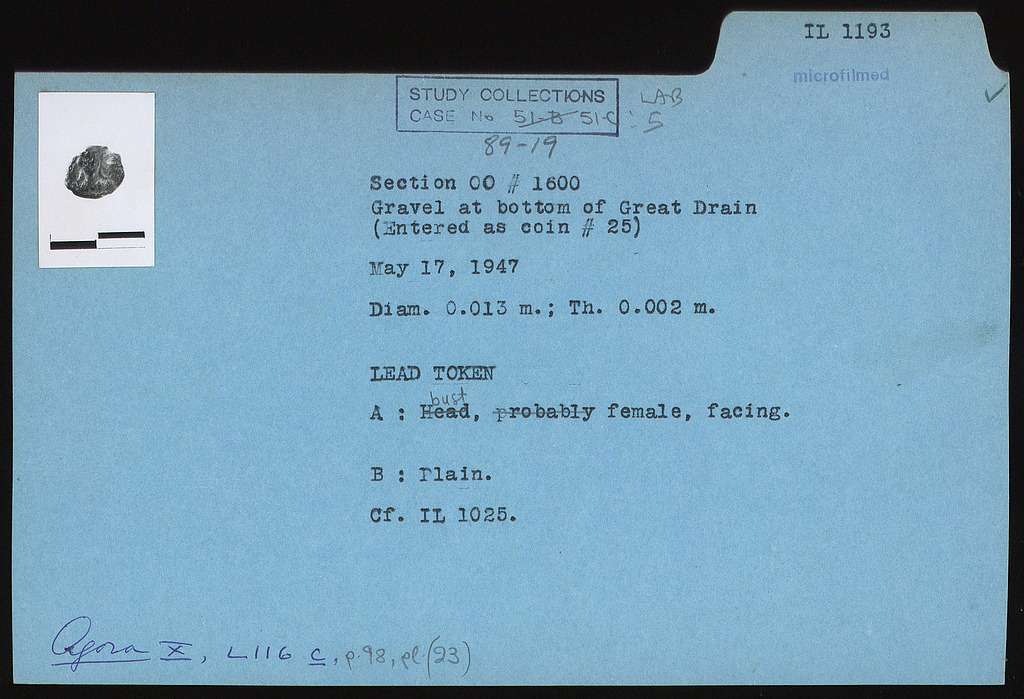 IL 1193
microfilmed
STUDY COLLECTIONS LAB
CASE No 51-B 51-C : 5
89-19
Section OO # 1600
Gravel at bottom of Great Drain
(Entered as coin # 25)
May 17, 1947
Diam. 0.013 m.; Th. 0.002 m.
LEAD TOKEN
bust
A : Head, probably female, facing.
B : Plain.
Cf. IL 1025.
Agora X, L116 c, p.98, pl.(23)